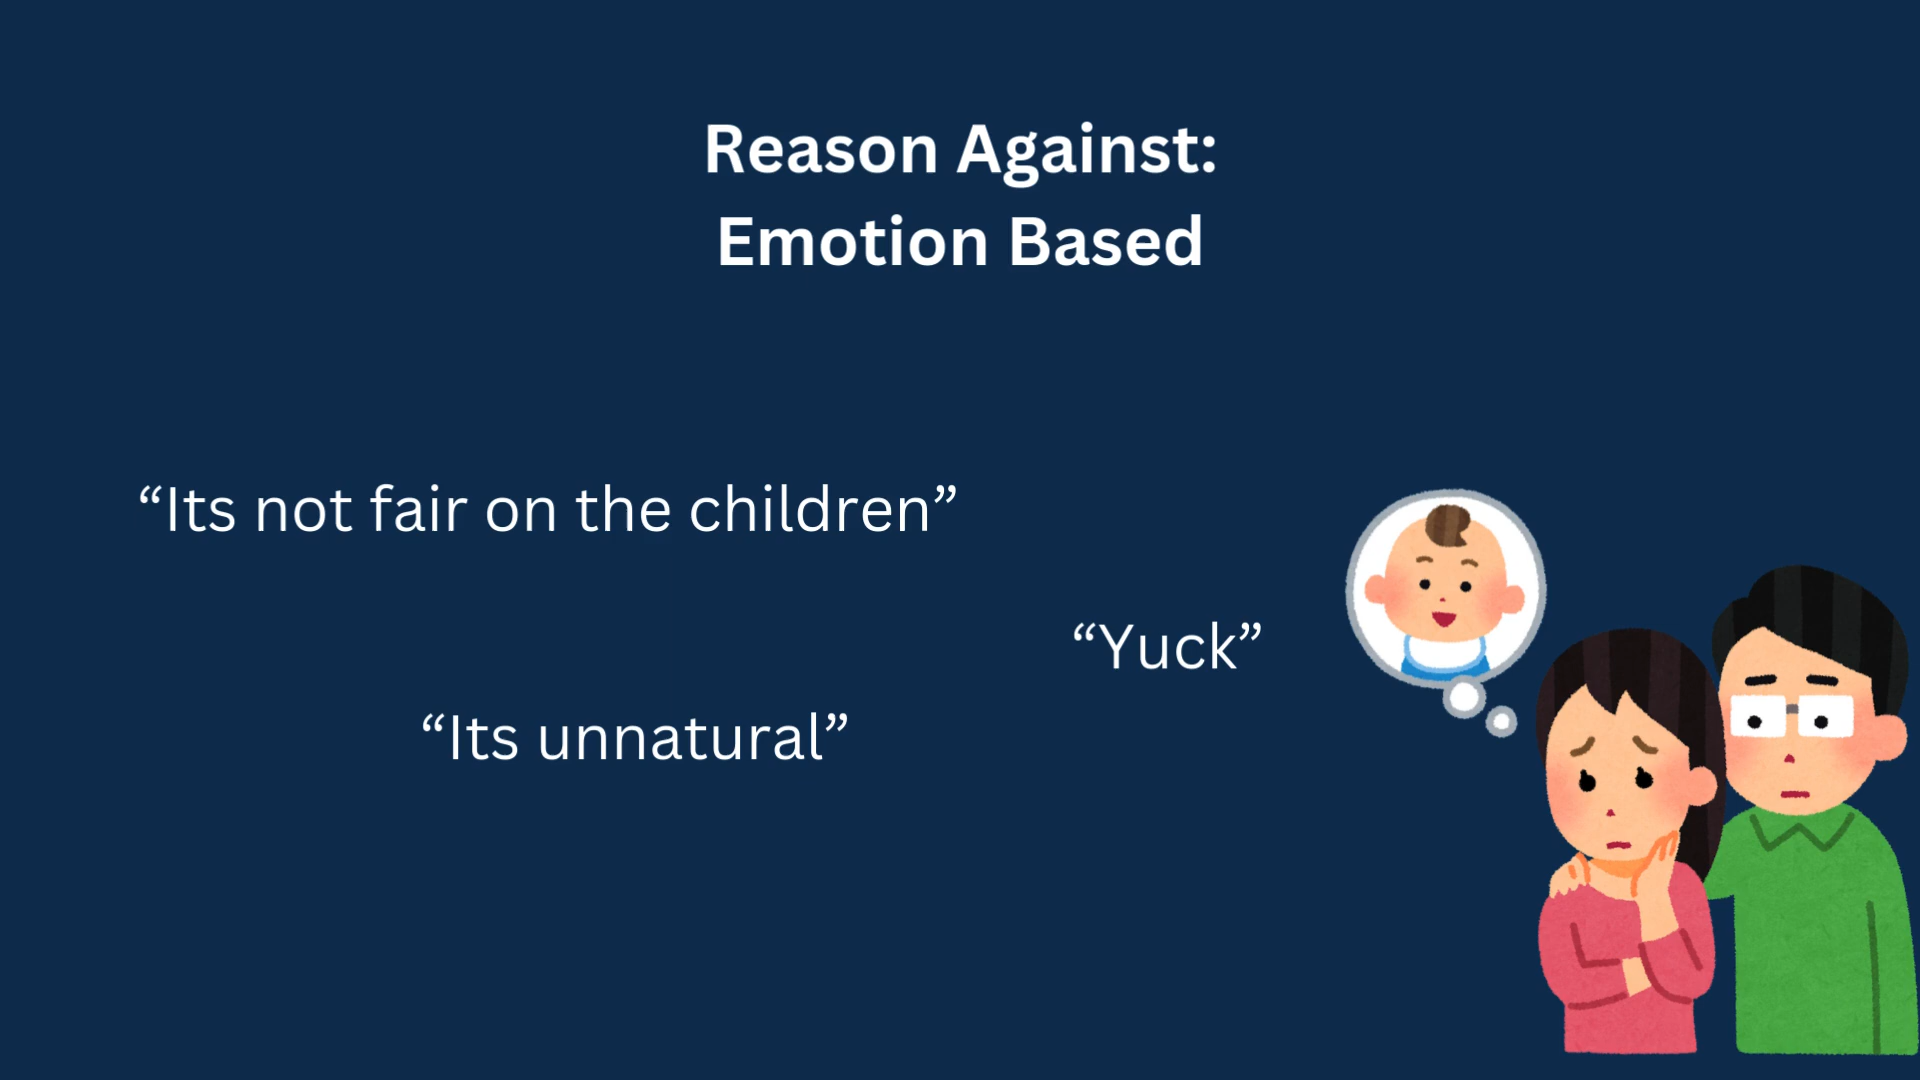 Reason Against:
Emotion Based
“Its not fair on the children”
“Yuck”
“Its unnatural”